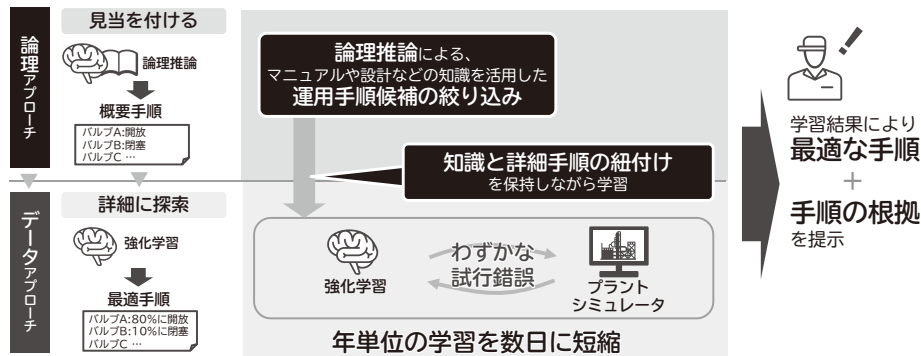 論理アプローチ
見当を付ける
論理推論
概要手順
バルブA:開放
バルブB:閉塞
バルブC …
データアプローチ
詳細に探索
強化学習
最適手順
バルブA:80%に開放
バルブB:10%に閉塞
バルブC …
論理推論による、
マニュアルや設計などの知識を活用した
運用手順候補の絞り込み
知識と詳細手順の紐付け
を保持しながら学習
強化学習
わずかな
試行錯誤
プラント
シミュレータ
年単位の学習を数日に短縮
学習結果により
最適な手順
+
手順の根拠
を提示